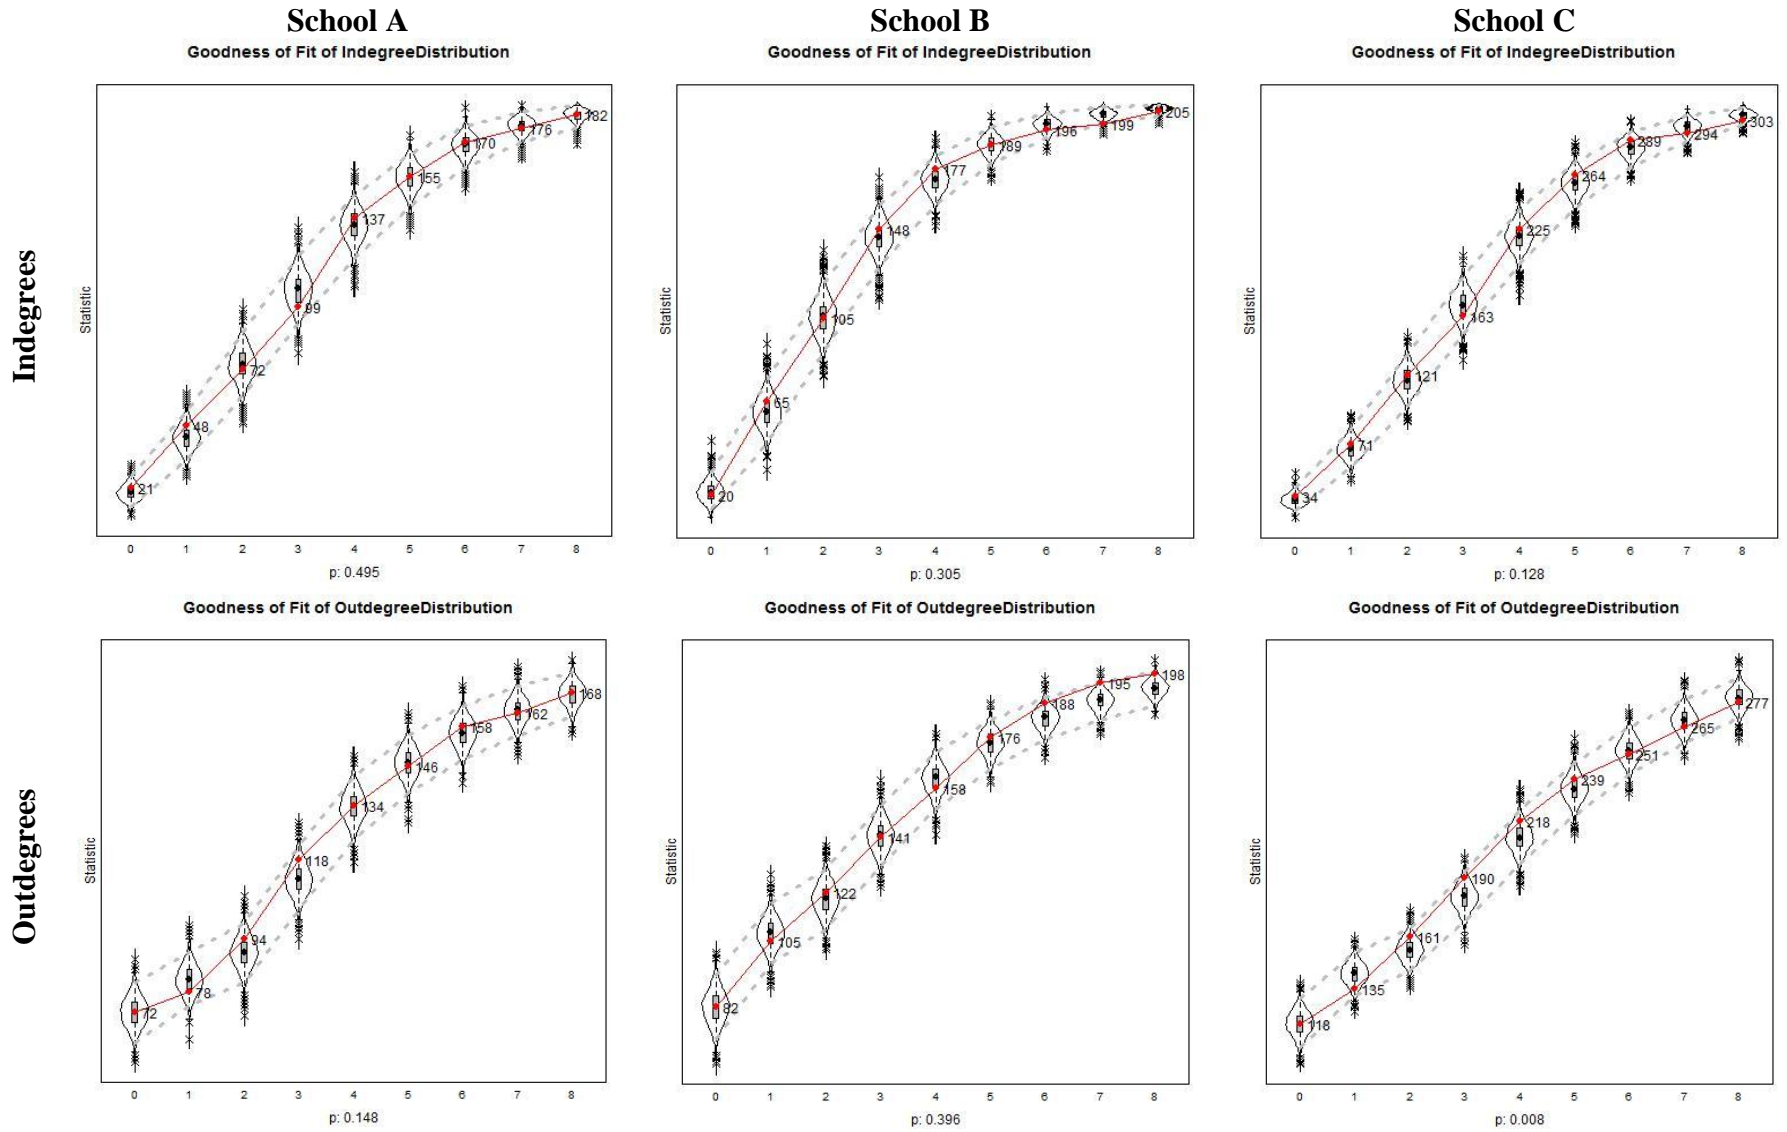 School A School B School C
Goodness of Fit of IndegreeDistribution Goodness of Fit of IndegreeDistribution Goodness of Fit of IndegreeDistribution
Indegrees
Statistic
21 48 72 99 137 155 170 176 182
0 1 2 3 4 5 6 7 8
p: 0.495
Statistic
20 65 105 148 177 189 196 199 205
0 1 2 3 4 5 6 7 8
p: 0.305
Statistic
34 71 121 163 225 264 289 294 303
0 1 2 3 4 5 6 7 8
p: 0.128
Goodness of Fit of OutdegreeDistribution Goodness of Fit of OutdegreeDistribution Goodness of Fit of OutdegreeDistribution
Outdegrees
Statistic
72 78 94 118 134 146 158 162 168
0 1 2 3 4 5 6 7 8
p: 0.148
Statistic
82 105 122 141 158 176 188 195 198
0 1 2 3 4 5 6 7 8
p: 0.396
Statistic
118 135 161 190 218 239 251 265 277
0 1 2 3 4 5 6 7 8
p: 0.008